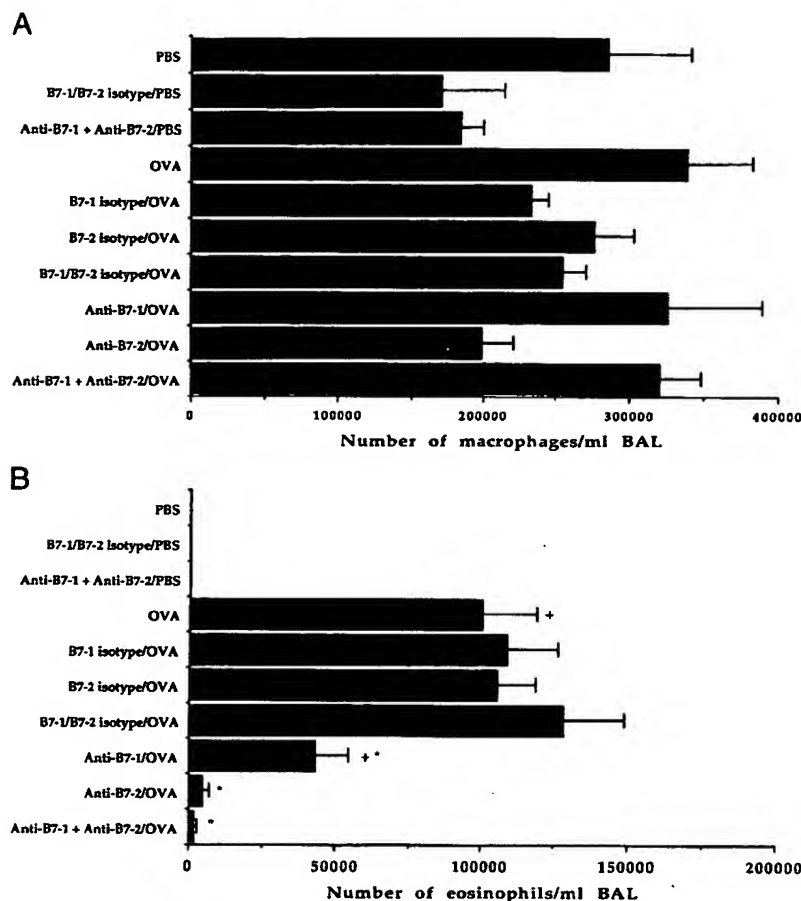 A
PBS
B7-1/B7-2 isotype/PBS
Anti-B7-1 + Anti-B7-2/PBS
OVA
B7-1 isotype/OVA
B7-2 isotype/OVA
B7-1/B7-2 isotype/OVA
Anti-B7-1/OVA
Anti-B7-2/OVA
Anti-B7-1 + Anti-B7-2/OVA
0 100000 200000 300000 400000
Number of macrophages/ml BAL
B
PBS
B7-1/B7-2 isotype/PBS
Anti-B7-1 + Anti-B7-2/PBS
OVA +
B7-1 isotype/OVA
B7-2 isotype/OVA
B7-1/B7-2 isotype/OVA
Anti-B7-1/OVA + *
Anti-B7-2/OVA *
Anti-B7-1 + Anti-B7-2/OVA *
0 50000 100000 150000 200000
Number of eosinophils/ml BAL